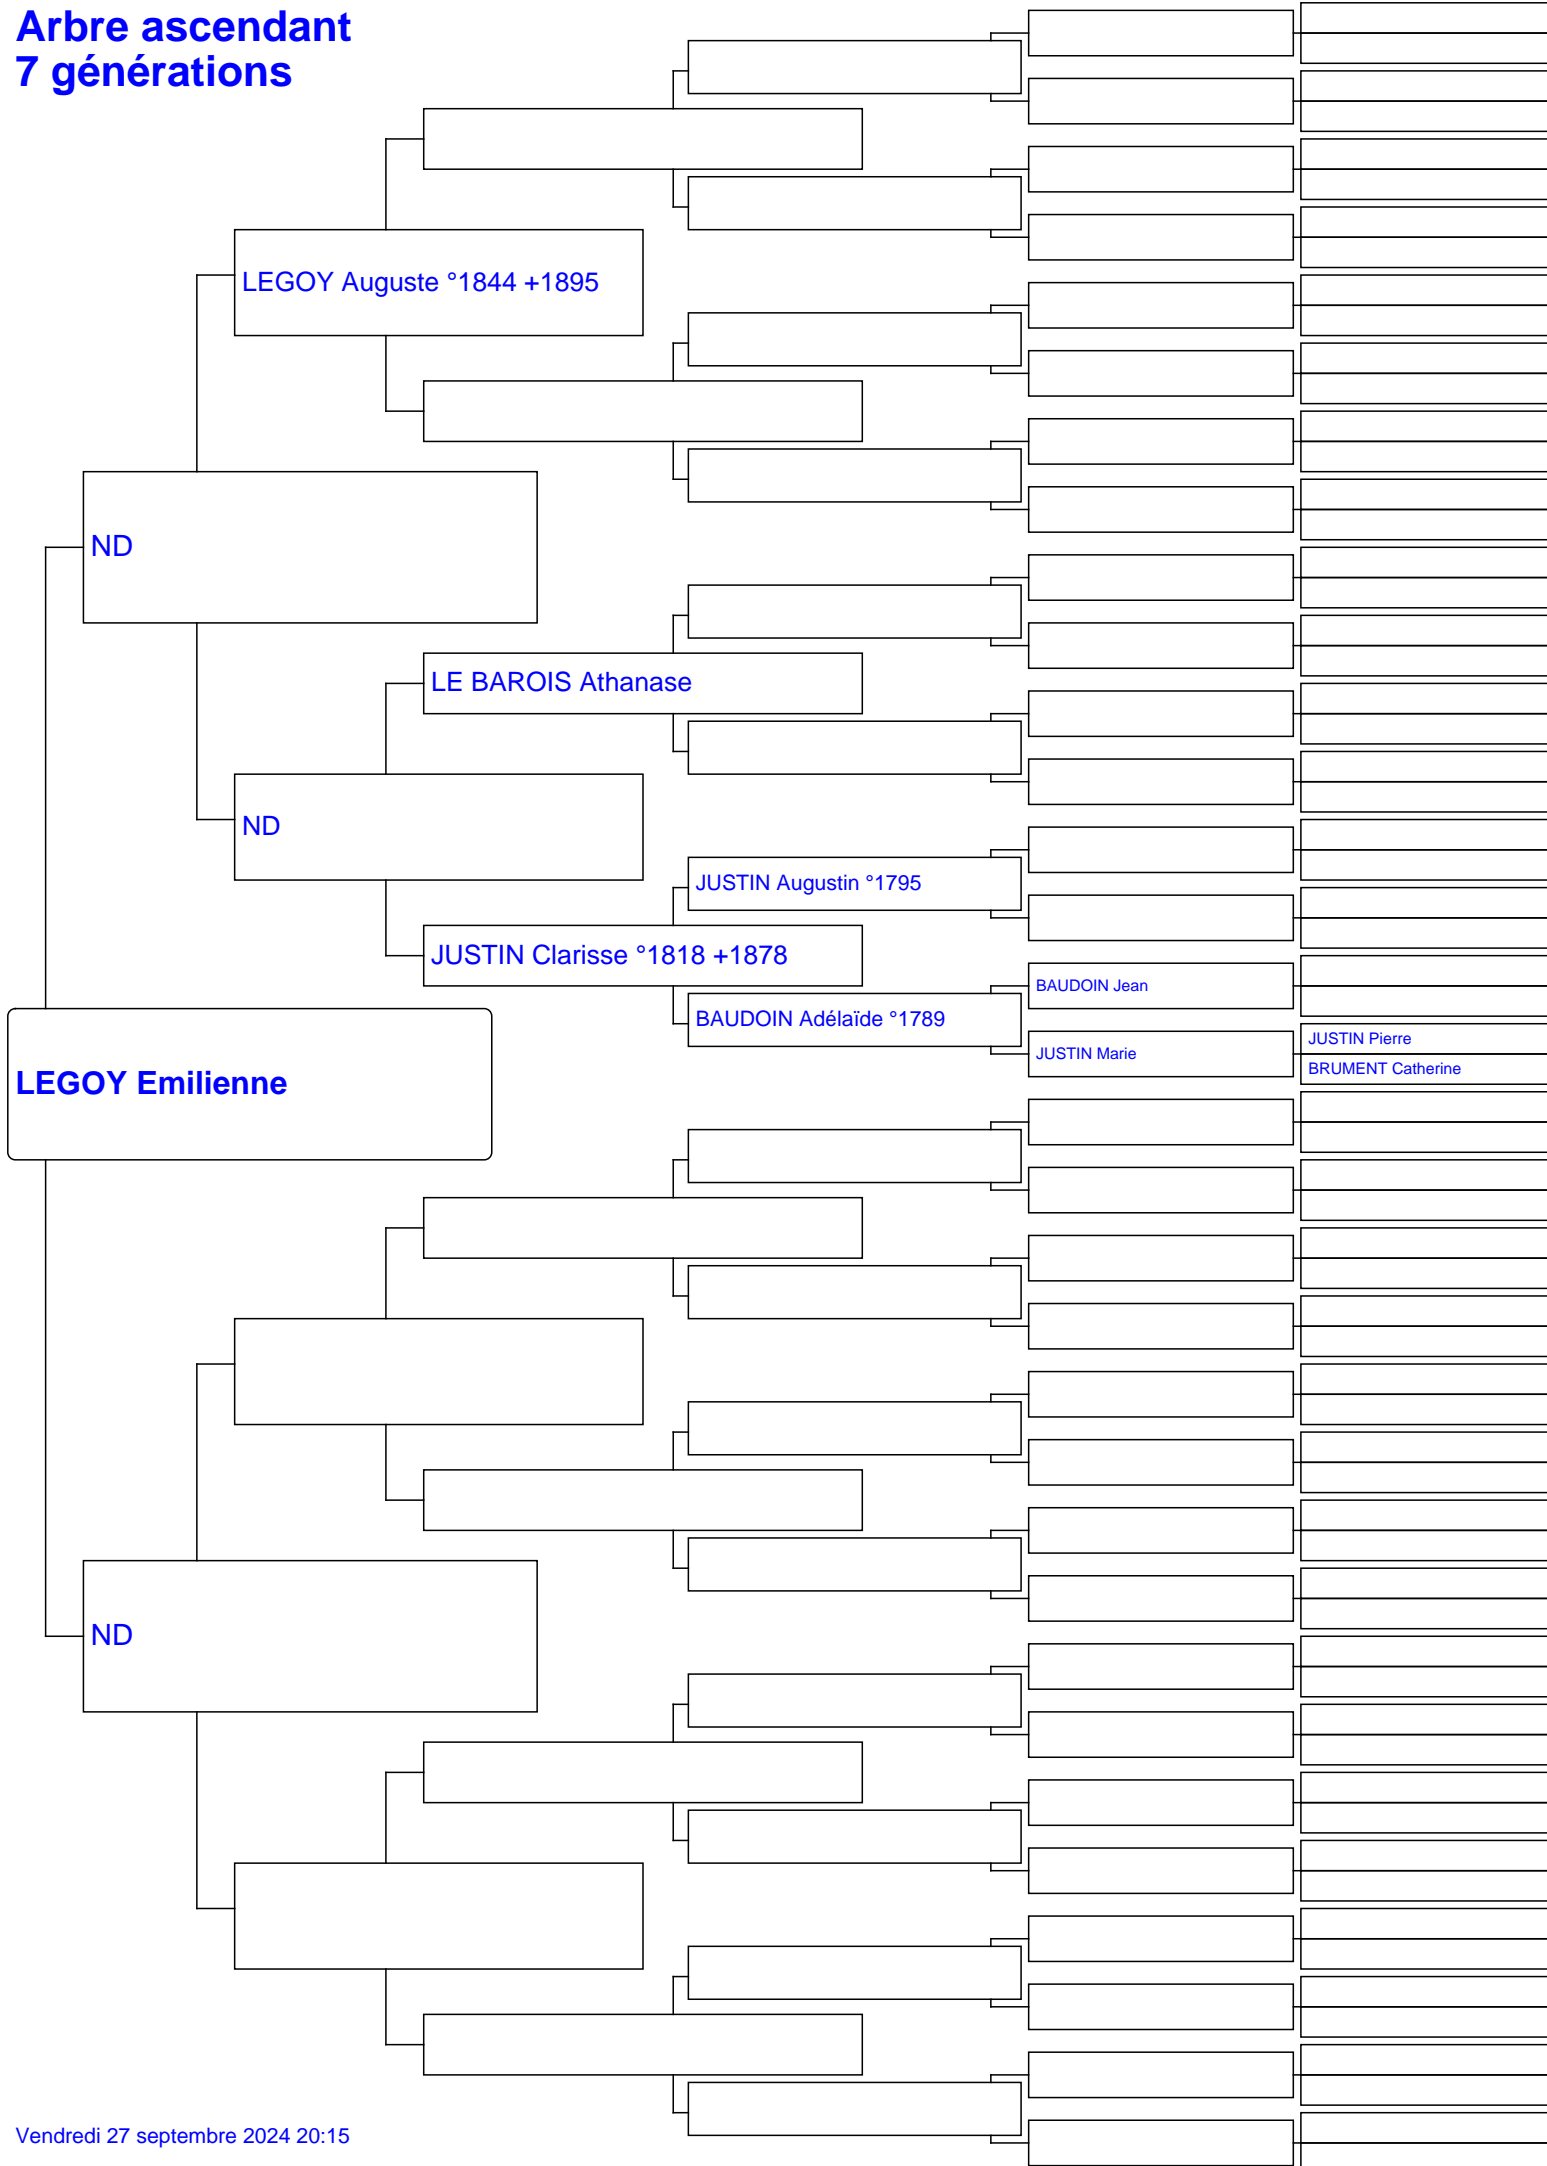 Arbre ascendant
7 générations
LEGOY Auguste °1844 +1895
ND
LE BAROIS Athanase
ND
JUSTIN Augustin °1795
JUSTIN Clarisse °1818 +1878
BAUDOIN Jean
BAUDOIN Adélaïde °1789
JUSTIN Pierre
JUSTIN Marie
BRUMENT Catherine
LEGOY Emilienne
ND
Vendredi 27 septembre 2024 20:15